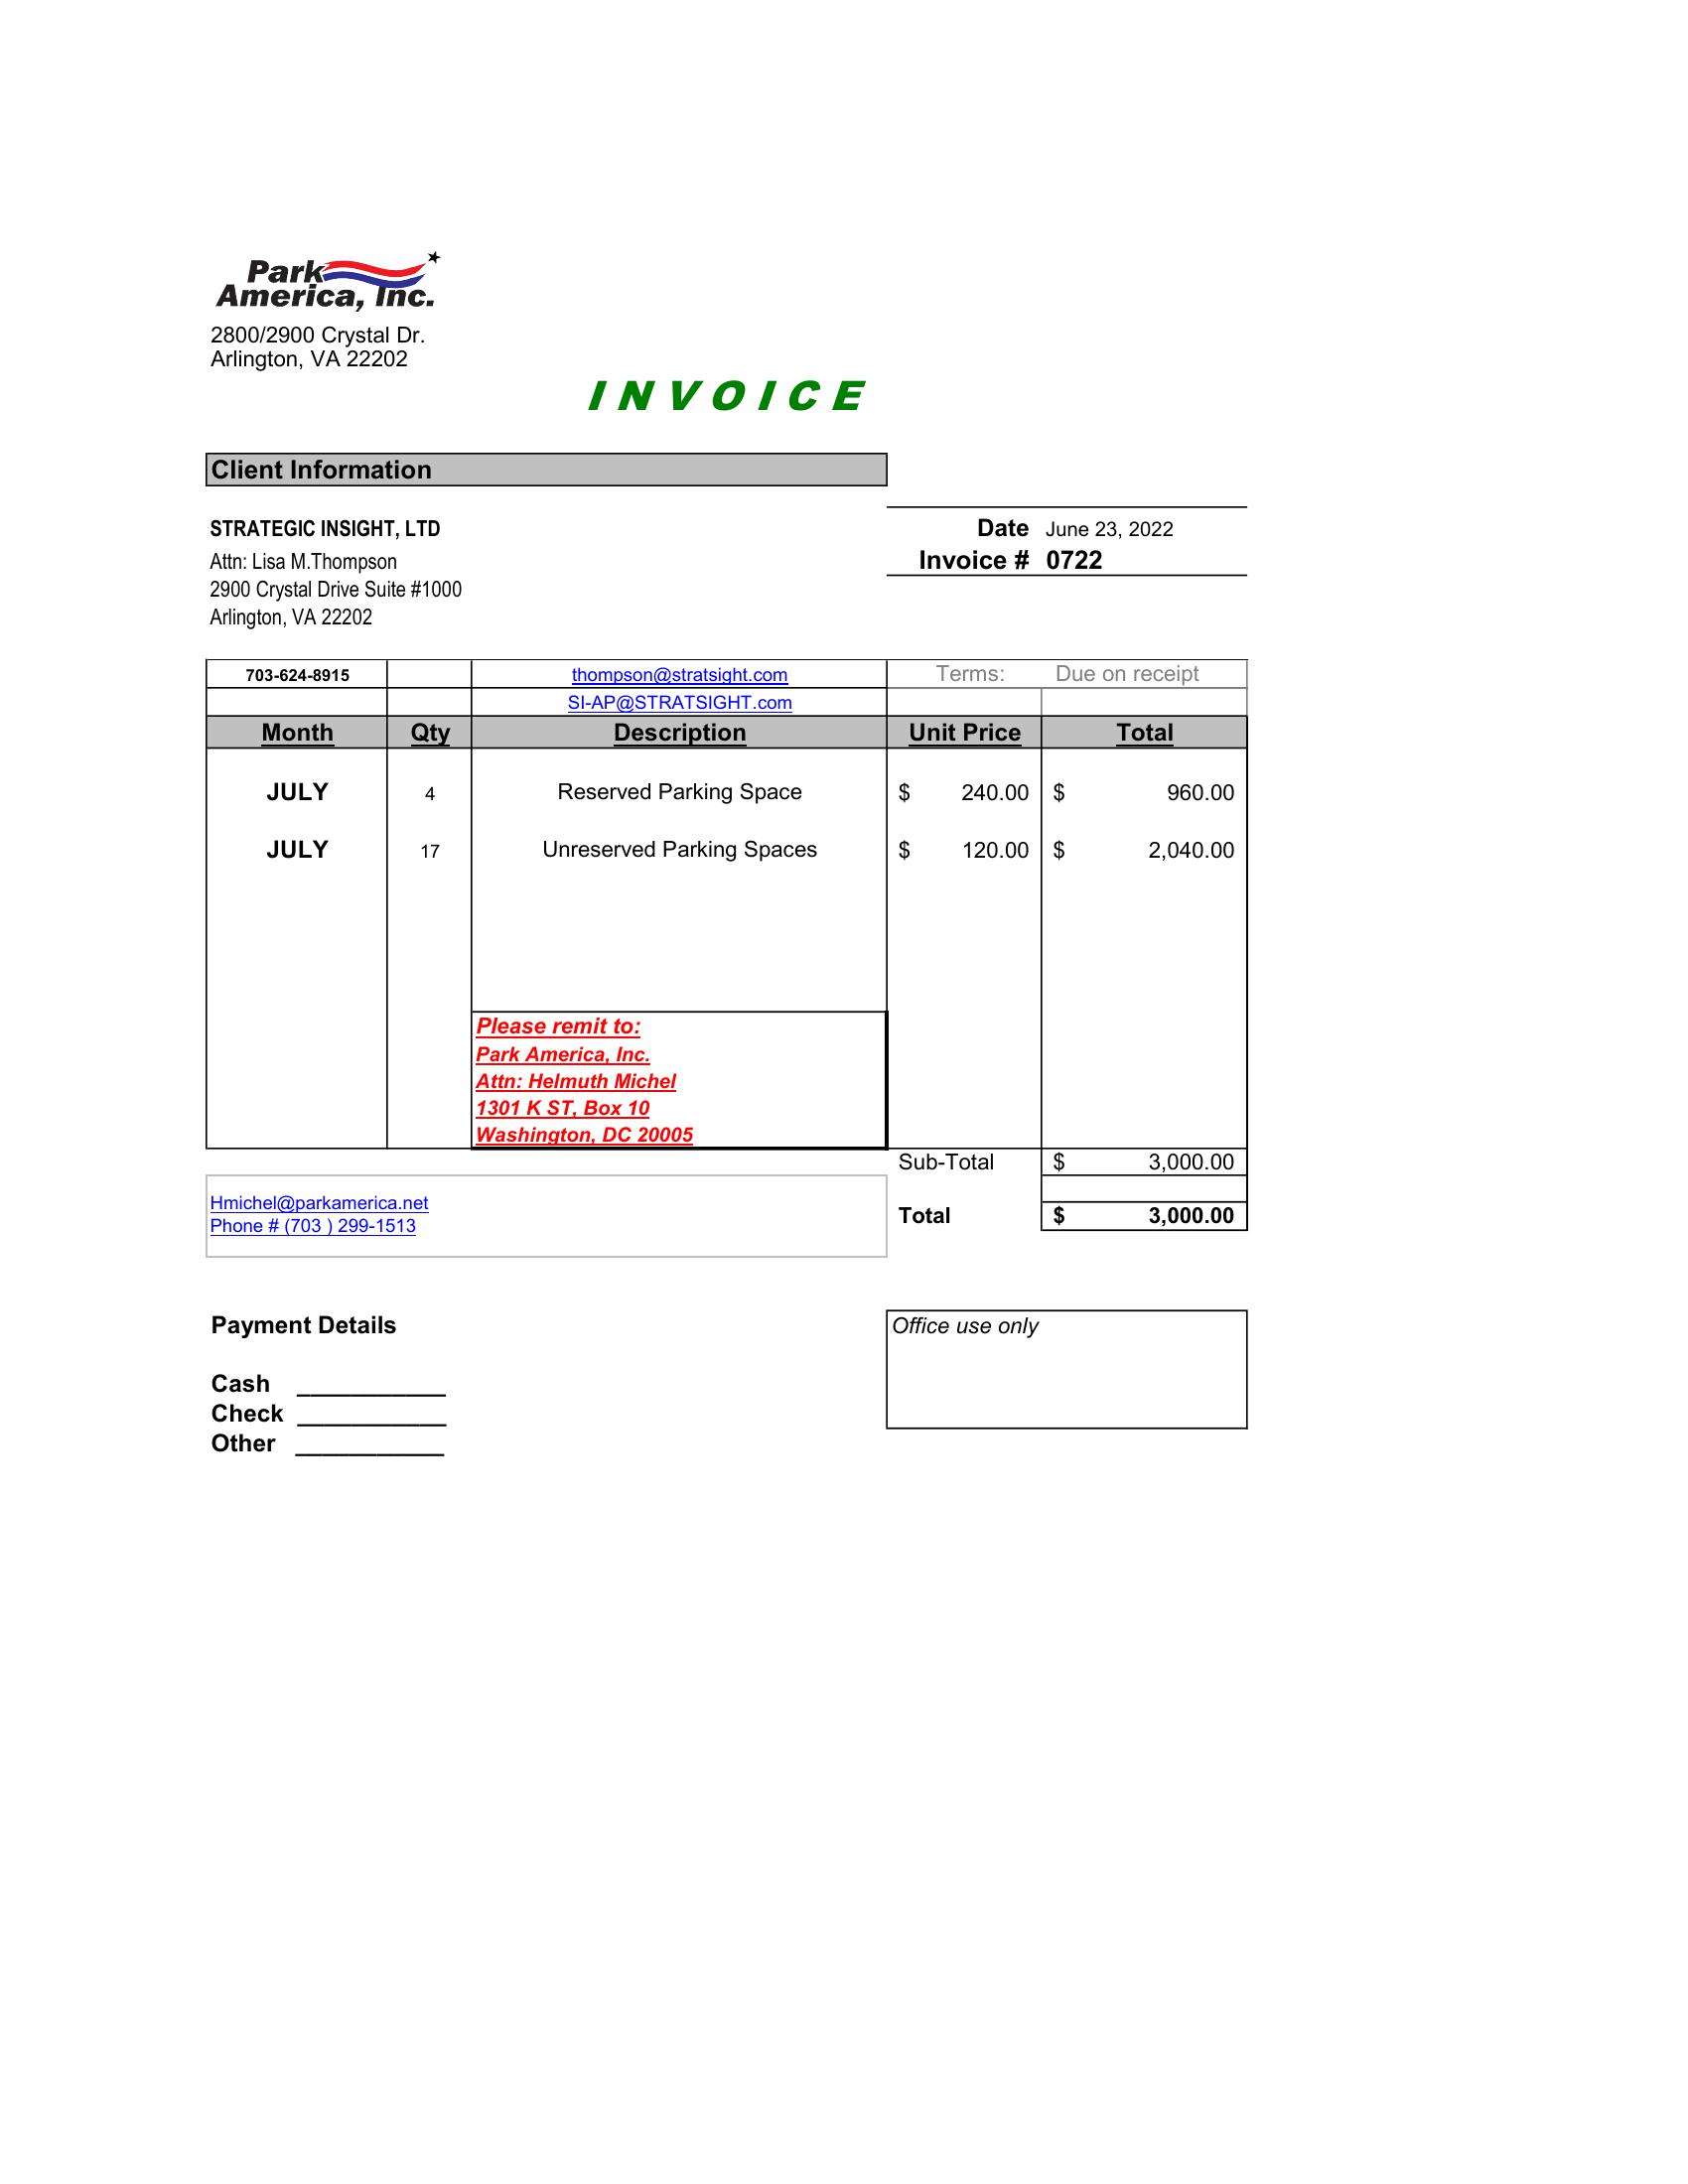 Park
America, Inc.
2800/2900 Crystal Dr.
Arlington, VA 22202
INVOICE
Client Information
STRATEGIC INSIGHT, LTD
Date June 23, 2022
Attn: Lisa M.Thompson
Invoice # 0722
2900 Crystal Drive Suite #1000
Arlington, VA 22202
703-624-8915 thompson@stratsight.com Terms: Due on receipt
SI-AP@STRATSIGHT.com
Month Qty Description Unit Price Total
JULY 4 Reserved Parking Space $ 240.00 $ 960.00
JULY 17 Unreserved Parking Spaces $ 120.00 $ 2,040.00
Please remit to:
Park America, Inc.
Attn: Helmuth Michel
1301 K ST, Box 10
Washington, DC 20005
Sub-Total $ 3,000.00
Hmichel@parkamerica.net
Phone # (703 ) 299-1513
Total $ 3,000.00
Payment Details
Office use only
Cash ___________
Check ___________
Other ___________